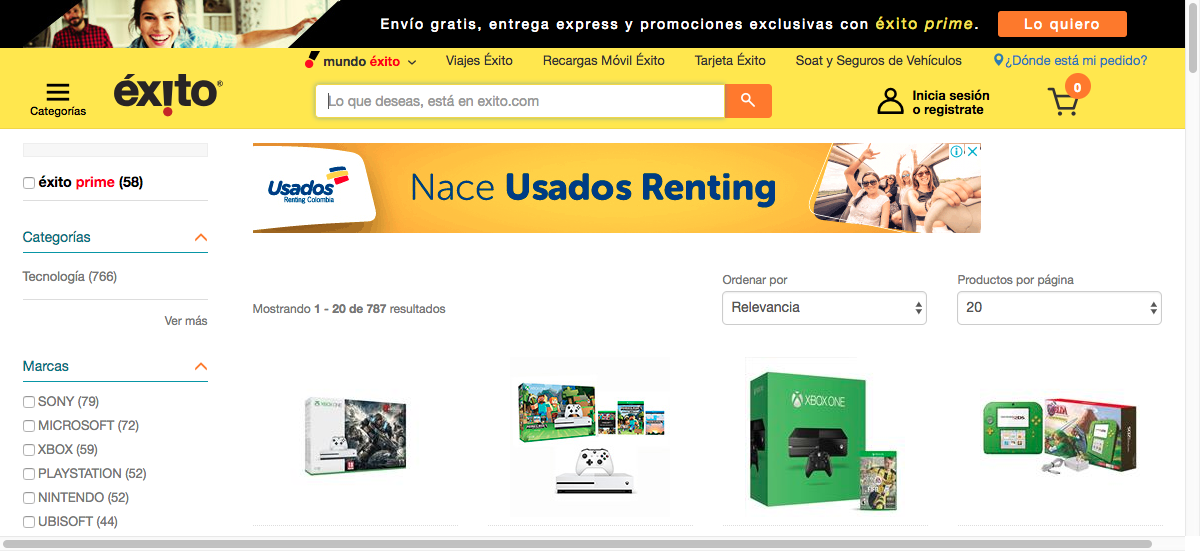 Envío gratis, entrega express y promociones exclusivas con éxito prime.
Lo quiero
mundo éxito
Viajes Éxito
Recargas Móvil Éxito
Tarjeta Éxito
Soat y Seguros de Vehículos
¿Dónde está mi pedido?
Categorías
éxito®
Lo que deseas, está en exito.com
Inicia sesión
o registrate
0
éxito prime (58)
Categorías
Tecnología (766)
Ver más
Marcas
SONY (79)
MICROSOFT (72)
XBOX (59)
PLAYSTATION (52)
NINTENDO (52)
UBISOFT (44)
Usados
Renting Colombia
Nace Usados Renting
Mostrando 1 - 20 de 787 resultados
Ordenar por
Relevancia
Productos por página
20
XBOX ONE S
MINECRAFT
XBOX ONE
FIFA 17
ZELDA